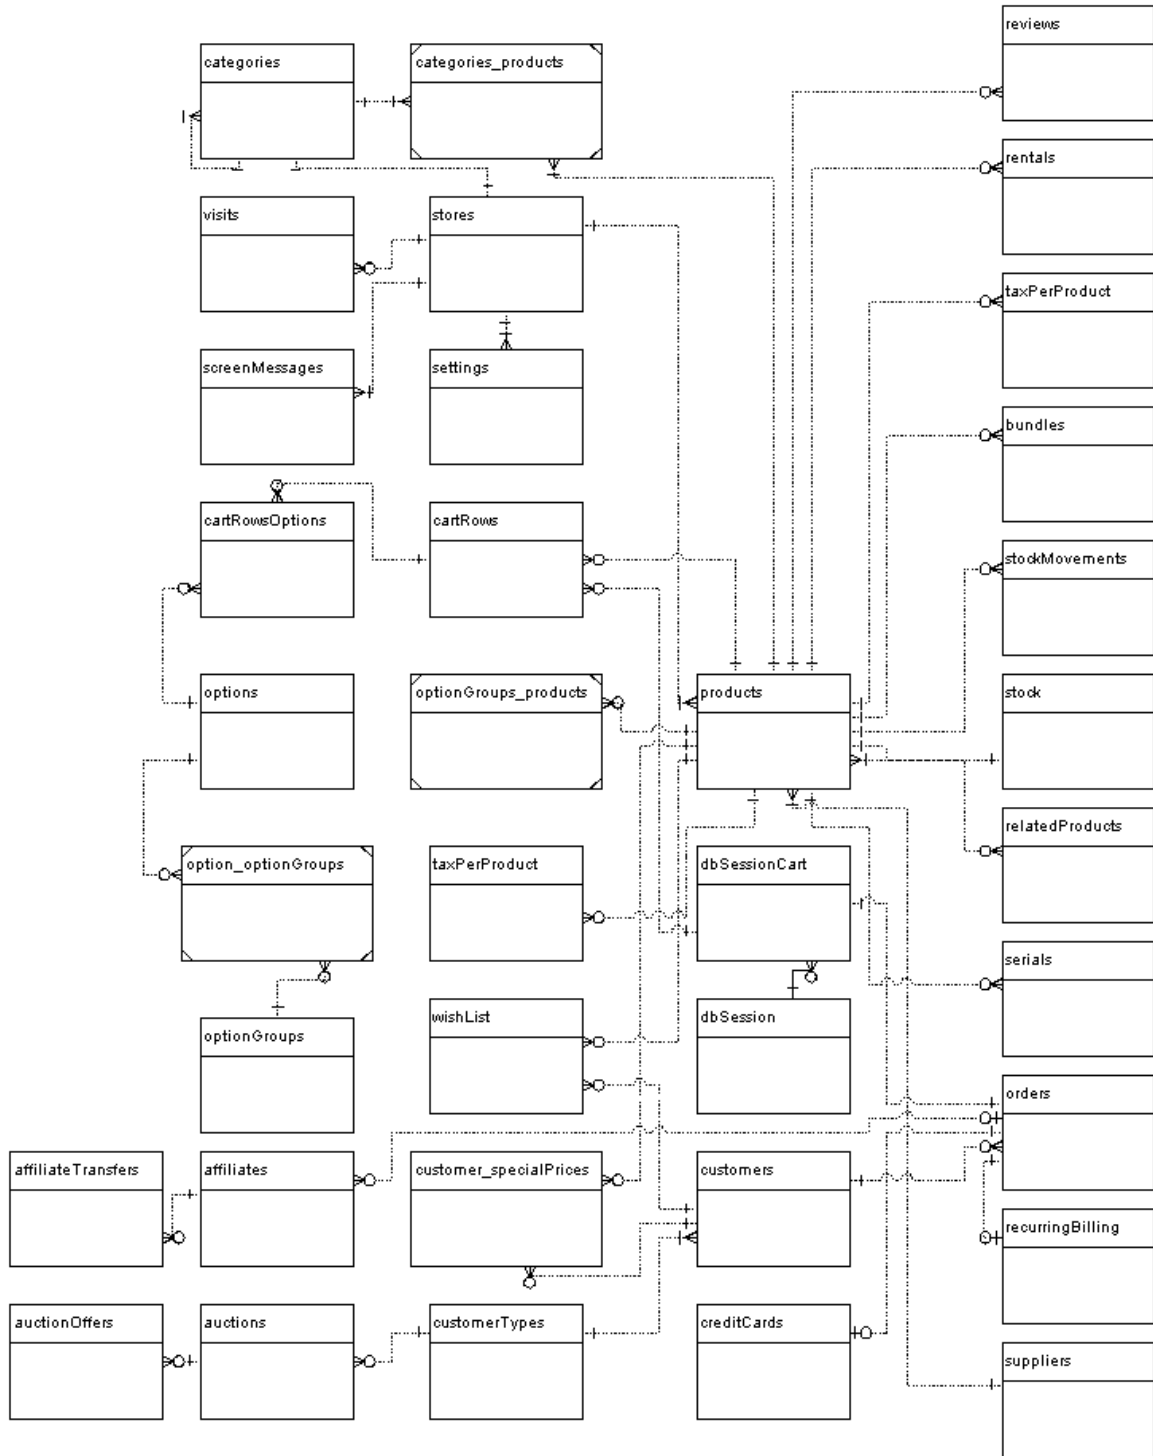 reviews
categories
categories_products
rentals
visits
stores
taxPerProduct
screenMessages
settings
bundles
cartRowsOptions
cartRows
stockMovements
options
optionGroups_products
products
stock
relatedProducts
option_optionGroups
taxPerProduct
dbSessionCart
serials
wishList
dbSession
optionGroups
orders
affiliateTransfers
affiliates
customer_specialPrices
customers
recurringBilling
auctionOffers
auctions
customerTypes
creditCards
suppliers